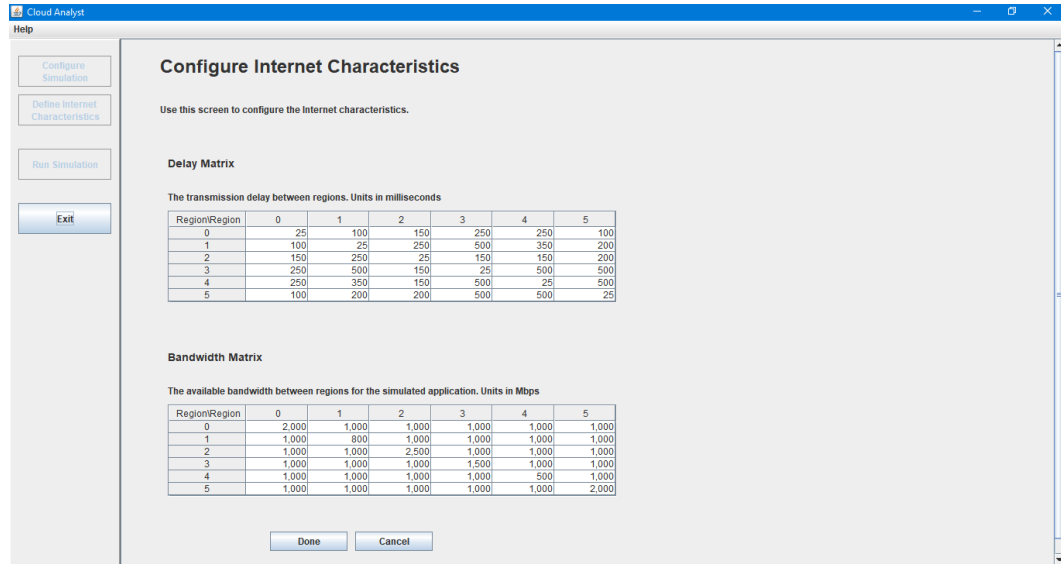 Cloud Analyst
Help
Configure
Simulation
Define Internet
Characteristics
Run Simulation
Exit
Configure Internet Characteristics
Use this screen to configure the Internet characteristics.
Delay Matrix
The transmission delay between regions. Units in milliseconds
Region\Region 0 1 2 3 4 5
0 25 100 150 250 250 100
1 100 25 250 500 350 200
2 150 250 25 150 150 200
3 250 500 150 25 500 500
4 250 350 150 500 25 500
5 100 200 200 500 500 25
Bandwidth Matrix
The available bandwidth between regions for the simulated application. Units in Mbps
Region\Region 0 1 2 3 4 5
0 2,000 1,000 1,000 1,000 1,000 1,000
1 1,000 800 1,000 1,000 1,000 1,000
2 1,000 1,000 2,500 1,000 1,000 1,000
3 1,000 1,000 1,000 1,500 1,000 1,000
4 1,000 1,000 1,000 1,000 500 1,000
5 1,000 1,000 1,000 1,000 1,000 2,000
Done Cancel